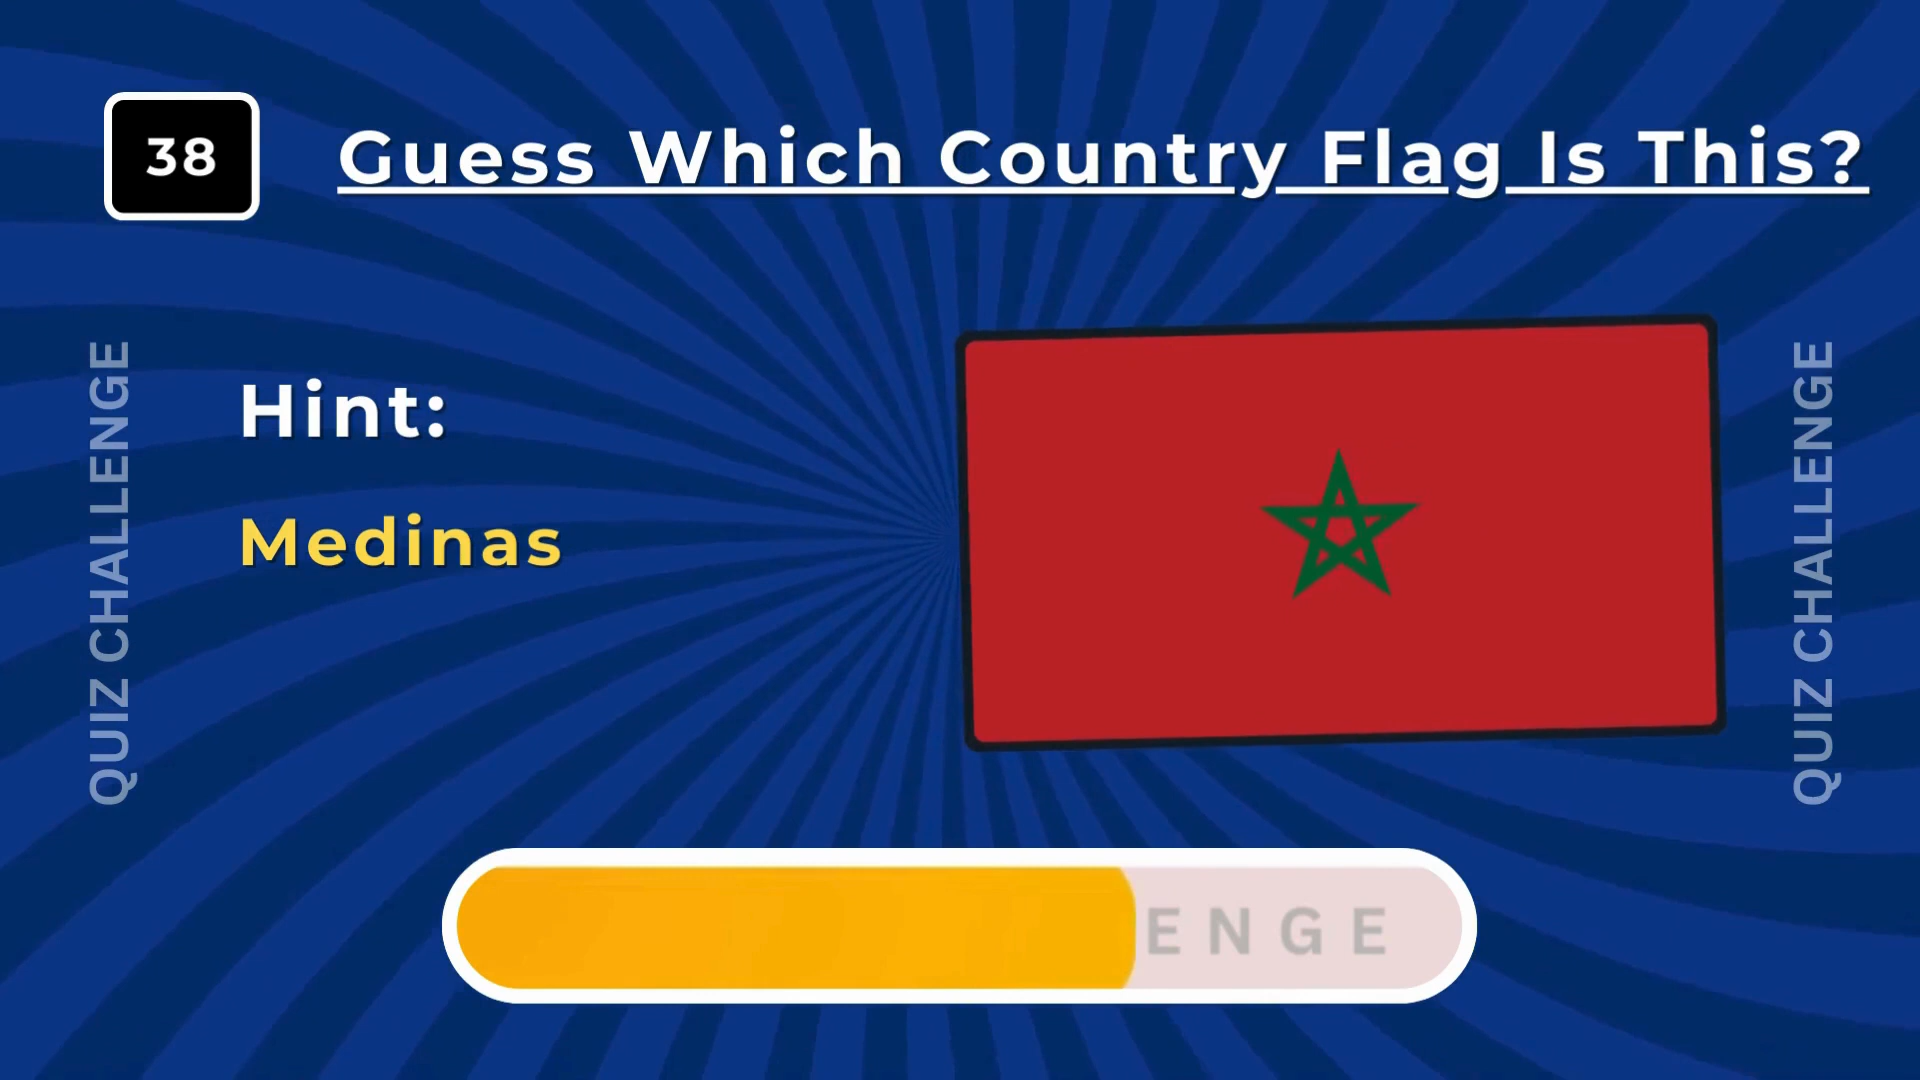 38
Guess Which Country Flag Is This?
Hint:
Medinas
QUIZ CHALLENGE
QUIZ CHALLENGE
ENGE